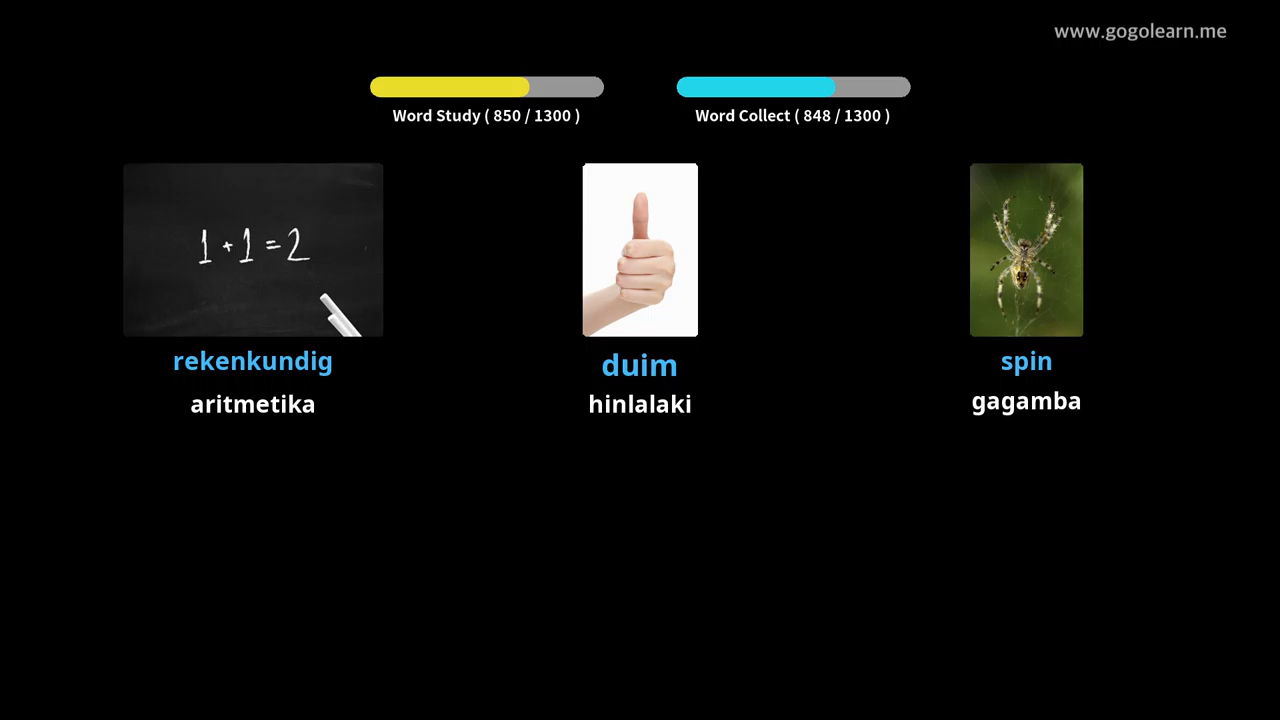 www.gogolearn.me
Word Study ( 850 / 1300 )
Word Collect ( 848 / 1300 )
1 + 1 = 2
rekenkundig
aritmetika
duim
hinlalaki
spin
gagamba